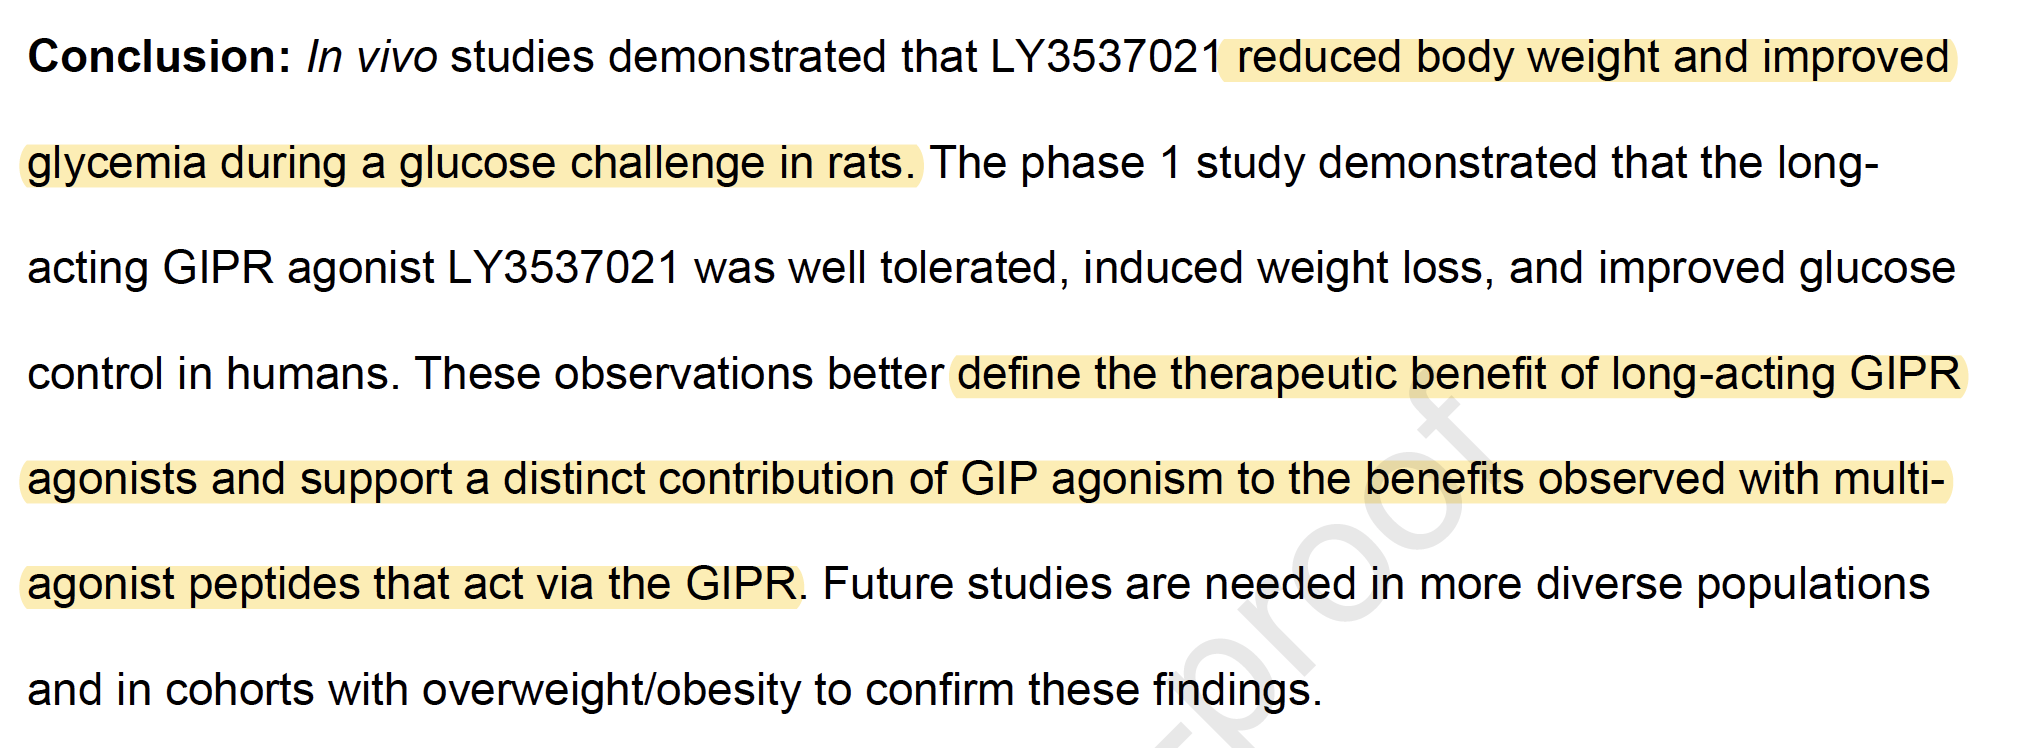 Conclusion: In vivo studies demonstrated that LY3537021 reduced body weight and improved
glycemia during a glucose challenge in rats. The phase 1 study demonstrated that the long-
acting GIPR agonist LY3537021 was well tolerated, induced weight loss, and improved glucose
control in humans. These observations better define the therapeutic benefit of long-acting GIPR
agonists and support a distinct contribution of GIP agonism to the benefits observed with multi-
agonist peptides that act via the GIPR. Future studies are needed in more diverse populations
and in cohorts with overweight/obesity to confirm these findings.
proof